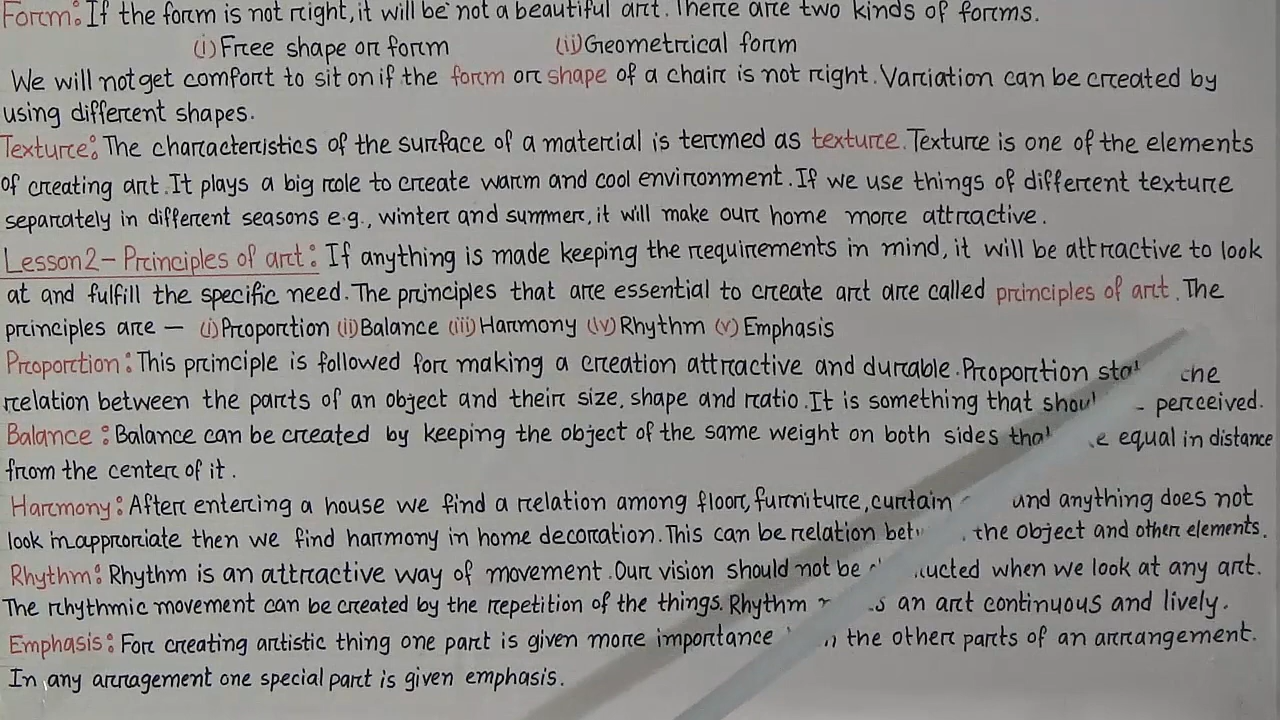 Form: If the form is not right, it will be not a beautiful art. There are two kinds of forms.
(i) Free shape or form (ii) Geometrical form
We will not get comfort to sit on if the form or shape of a chair is not right. Variation can be created by
using different shapes.
Texture: The characteristics of the surface of a material is termed as texture. Texture is one of the elements
of creating art. It plays a big role to create warm and cool environment. If we use things of different texture
separately in different seasons e.g., winter and summer, it will make our home more attractive.
Lesson 2 – Principles of art: If anything is made keeping the requirements in mind, it will be attractive to look
at and fulfill the specific need. The principles that are essential to create art are called principles of art. The
principles are — (i) Proportion (ii) Balance (iii) Harmony (iv) Rhythm (v) Emphasis
Proportion: This principle is followed for making a creation attractive and durable. Proportion
relation between the parts of an object and their size, shape and ratio. It is something that perceived.
Balance: Balance can be created by keeping the object of the same weight on both sides equal in distance
from the center of it.
Harmony: After entering a house we find a relation among floor, furniture, curtain and anything does not
look inapproriate then we find harmony in home decoration. This can be relation the object and other elements.
Rhythm: Rhythm is an attractive way of movement. Our vision should not be when we look at any art.
The rhythmic movement can be created by the repetition of the things. Rhythm an art continuous and lively.
Emphasis: For creating artistic thing one part is given more importance the other parts of an arrangement.
In any arragement one special part is given emphasis.